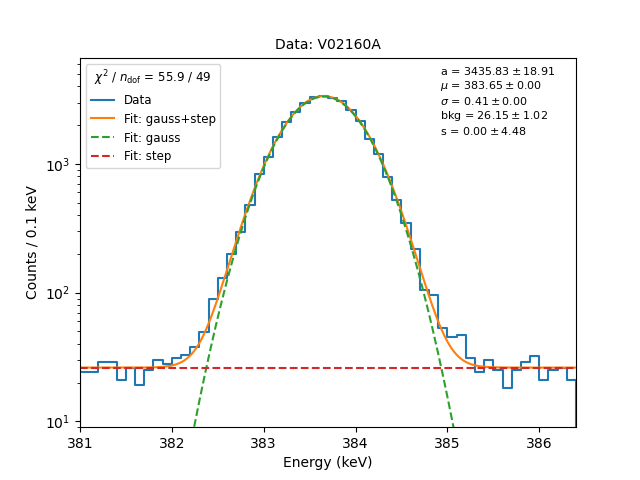 Data: V02160A
χ² / n_dof = 55.9 / 49
Data
Fit: gauss+step
Fit: gauss
Fit: step
a = 3435.83 ± 18.91
μ = 383.65 ± 0.00
σ = 0.41 ± 0.00
bkg = 26.15 ± 1.02
s = 0.00 ± 4.48
Counts / 0.1 keV
10³
10²
10¹
381 382 383 384 385 386
Energy (keV)